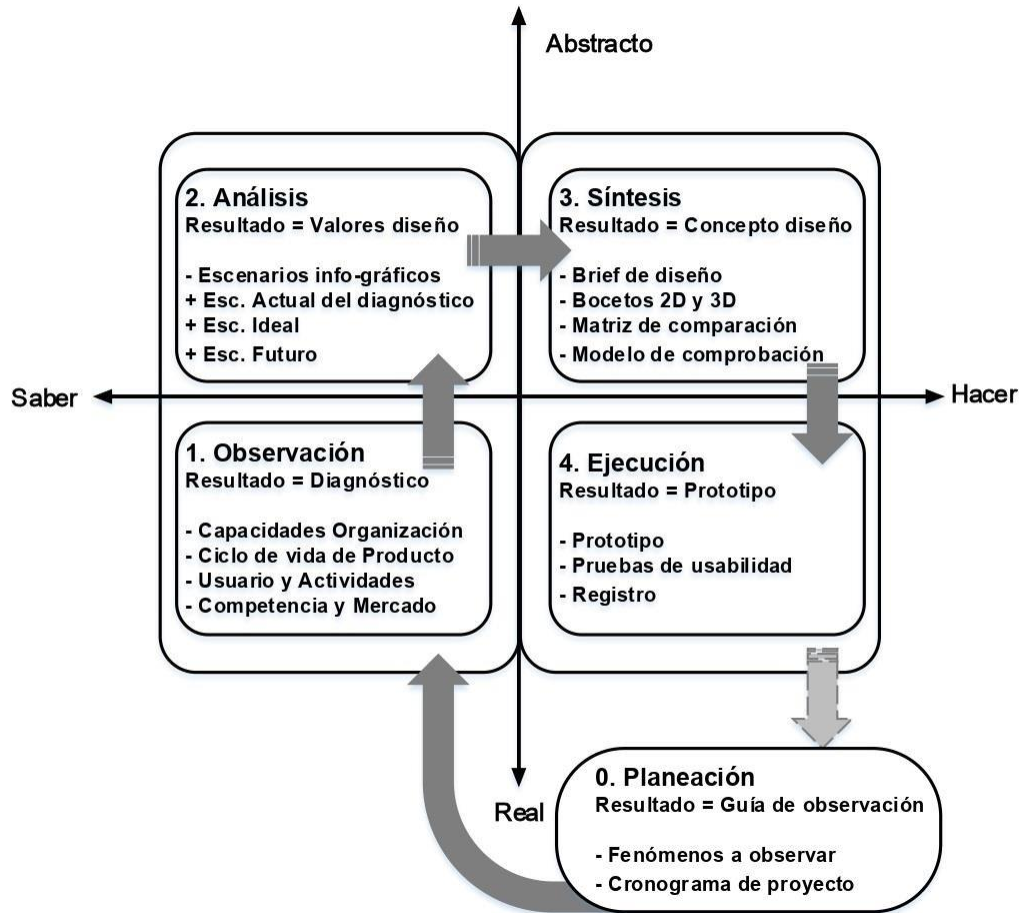 Abstracto
2. Análisis
Resultado = Valores diseño
- Escenarios info-gráficos
+ Esc. Actual del diagnóstico
+ Esc. Ideal
+ Esc. Futuro
3. Síntesis
Resultado = Concepto diseño
- Brief de diseño
- Bocetos 2D y 3D
- Matriz de comparación
- Modelo de comprobación
Saber
Hacer
1. Observación
Resultado = Diagnóstico
- Capacidades Organización
- Ciclo de vida de Producto
- Usuario y Actividades
- Competencia y Mercado
4. Ejecución
Resultado = Prototipo
- Prototipo
- Pruebas de usabilidad
- Registro
Real
0. Planeación
Resultado = Guía de observación
- Fenómenos a observar
- Cronograma de proyecto